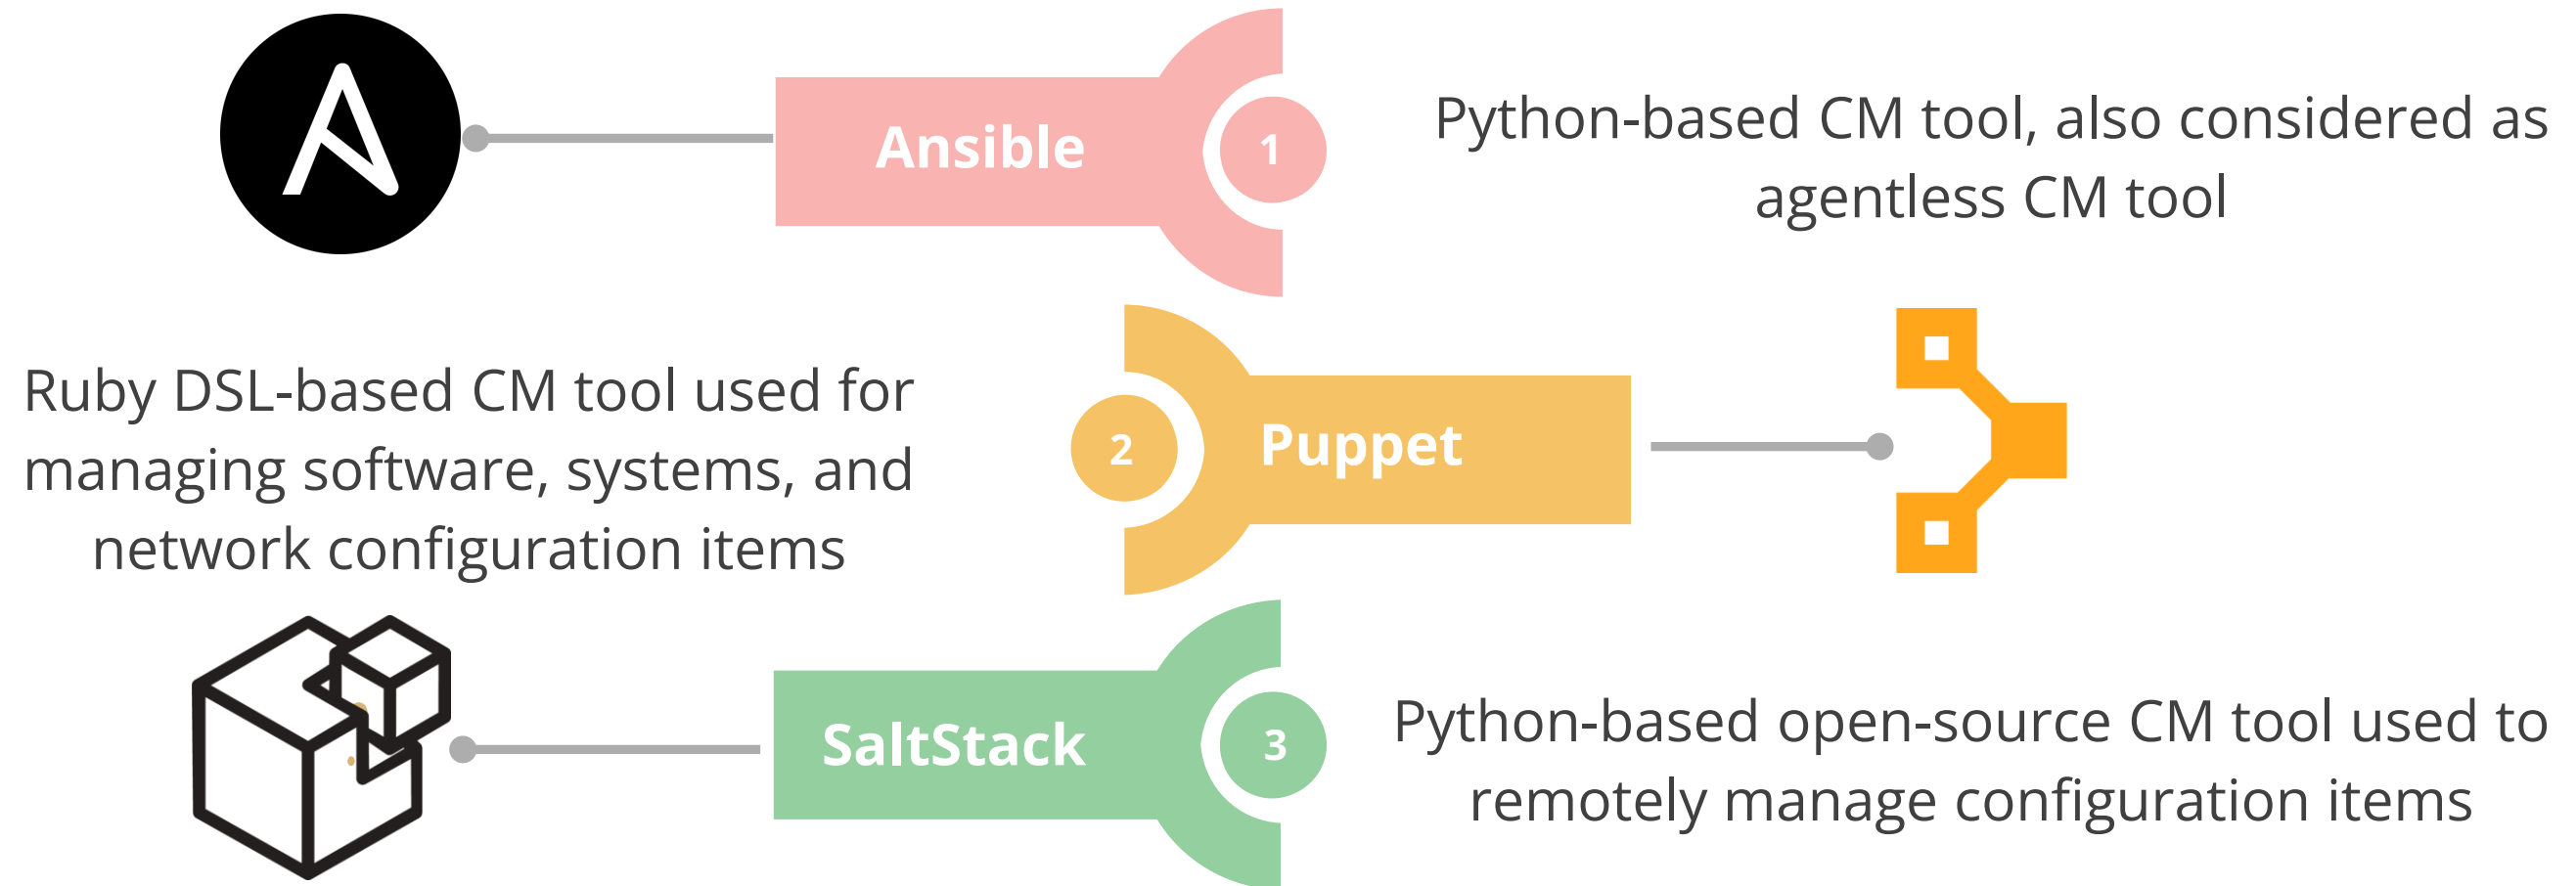 Ansible
1
Python-based CM tool, also considered as
agentless CM tool
Ruby DSL-based CM tool used for
managing software, systems, and
network configuration items
2
Puppet
SaltStack
3
Python-based open-source CM tool used to
remotely manage configuration items